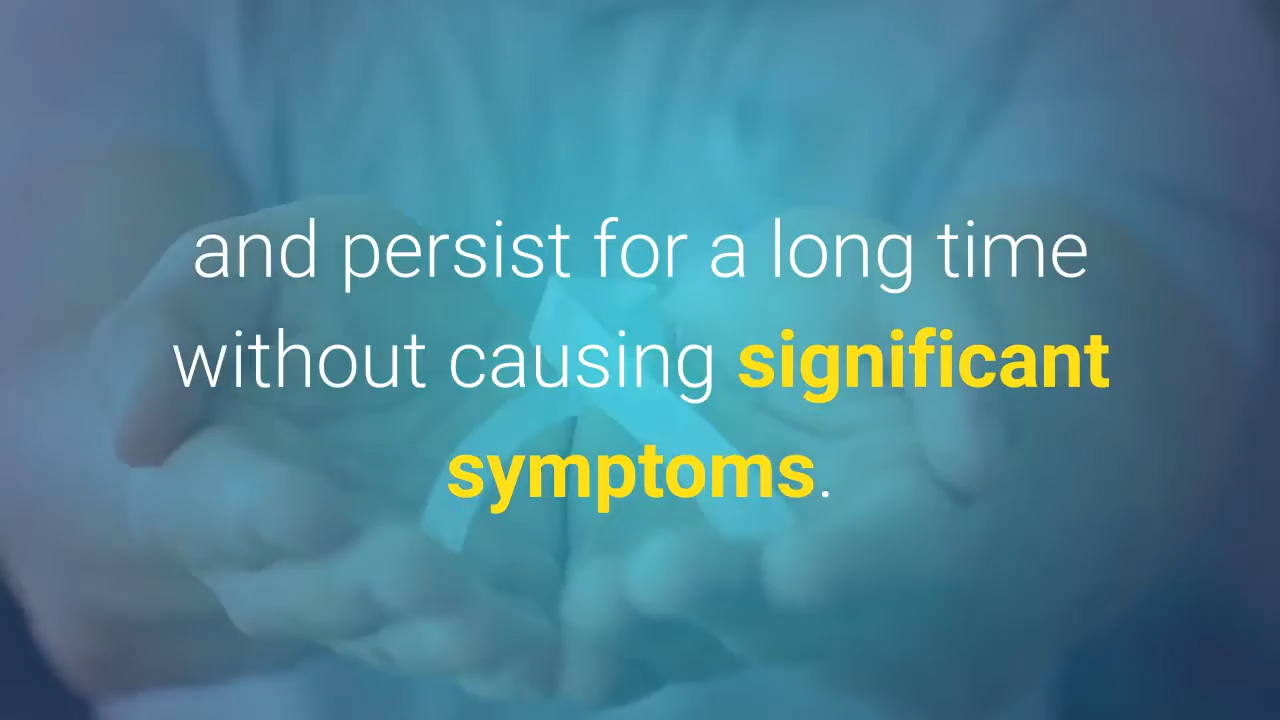 and persist for a long time
without causing significant
symptoms.